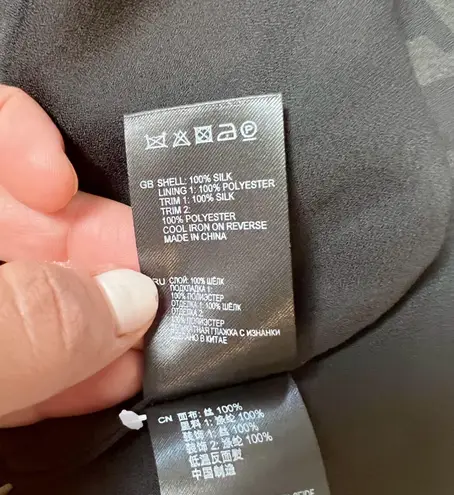 GB SHELL: 100% SILK
LINING 1: 100% POLYESTER
TRIM 1: 100% SILK
TRIM 2:
100% POLYESTER
COOL IRON ON REVERSE
MADE IN CHINA
RU СЛОЙ: 100% ШЁЛК
ПОДКЛАДКА 1:
100% ПОЛИЭСТЕР
ОТДЕЛКА 1: 100% ШЁЛК
ОТДЕЛКА 2:
100% ПОЛИЭСТЕР
ГЛАЖКА С ИЗНАНКИ
В КИТАЕ
CN 面布: 丝 100%
里料 1: 涤纶 100%
装饰 1: 丝 100%
装饰 2: 涤纶 100%
低温反面熨
中国制造